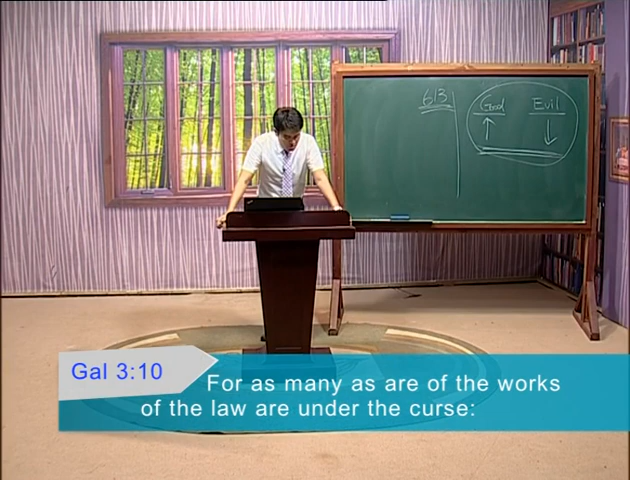 613
Good Evil
Gal 3:10
For as many as are of the works
of the law are under the curse: